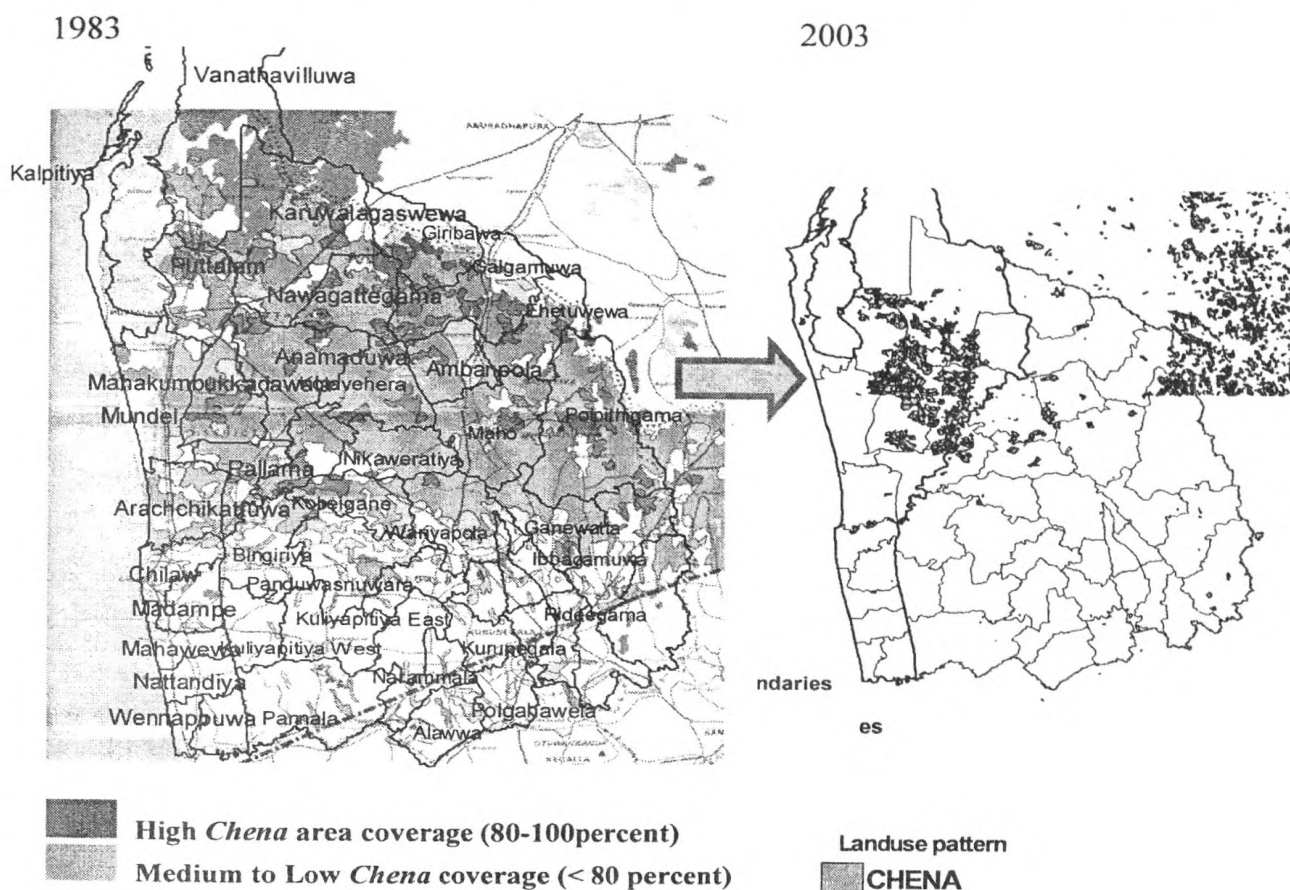 1983
2003
Vanathavilluwa
Kalpitiya
Karuwalagaswewa
Giribawa
Puttalam
Galgamuwa
Nawagattegama
Ehetuwewa
Anamaduwa
Ambanpola
Mahakumbukkadawala
Mundel
Polpithigama
Maho
Nikaweratiya
Pallama
Kobeigane
Arachchikattuwa
Wariyapola
Ganewatta
Bingiriya
Ibbagamuwa
Chilaw
Panduwasnuwara
Madampe
Kuliyapitiya East
Rideegama
Kuliyapitiya West
Kurunegala
Nattandiya
Narammala
Wennappuwa
Pannala
Polgahawela
Alawwa
ndaries
es
High Chena area coverage (80-100percent)
Medium to Low Chena coverage (< 80 percent)
Landuse pattern
CHENA